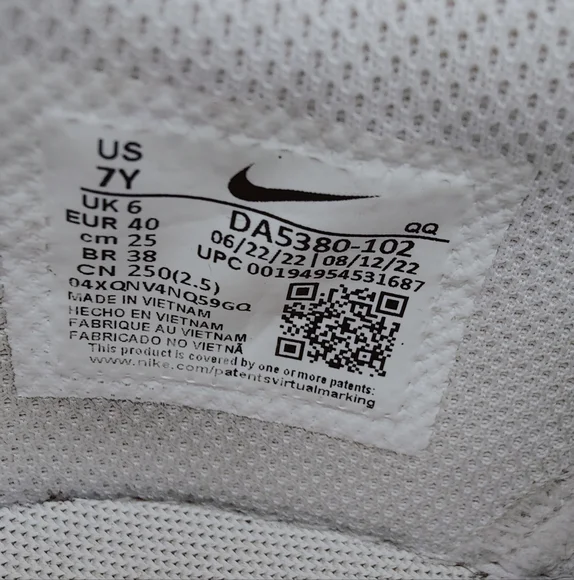 US
7Y
UK 6
EUR 40
cm 25
BR 38
CN 250(2.5)
QQ
DA5380-102
06/22/22 | 08/12/22
UPC 00194954531687
04XQNV4NQ59GQ
MADE IN VIETNAM
HECHO EN VIETNAM
FABRIQUE AU VIETNAM
FABRICADO NO VIETNÃ
This product is covered by one or more patents:
www.nike.com/patentsvirtualmarking